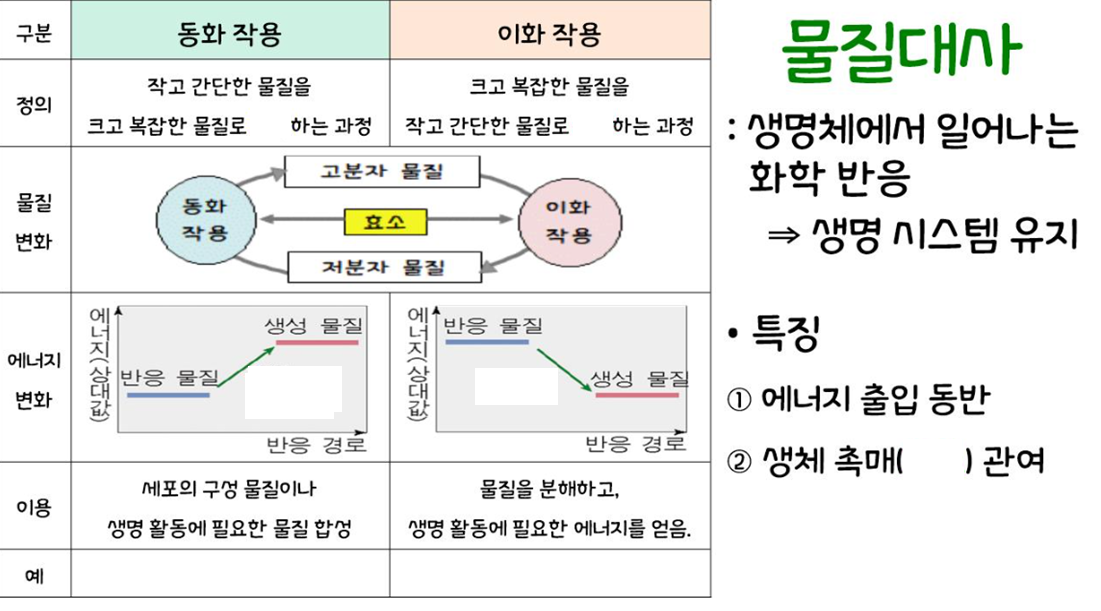 구분
동화 작용
이화 작용
정의
작고 간단한 물질을
크고 복잡한 물질로 하는 과정
크고 복잡한 물질을
작고 간단한 물질로 하는 과정
물질
변화
고분자 물질
동화
작용
효소
이화
작용
저분자 물질
에너지
변화
에너지(상대값)
반응 물질
생성 물질
반응 경로
에너지(상대값)
반응 물질
생성 물질
반응 경로
이용
세포의 구성 물질이나
생명 활동에 필요한 물질 합성
물질을 분해하고,
생명 활동에 필요한 에너지를 얻음.
예
물질대사
: 생명체에서 일어나는
화학 반응
⇒ 생명 시스템 유지
• 특징
① 에너지 출입 동반
② 생체 촉매( ) 관여